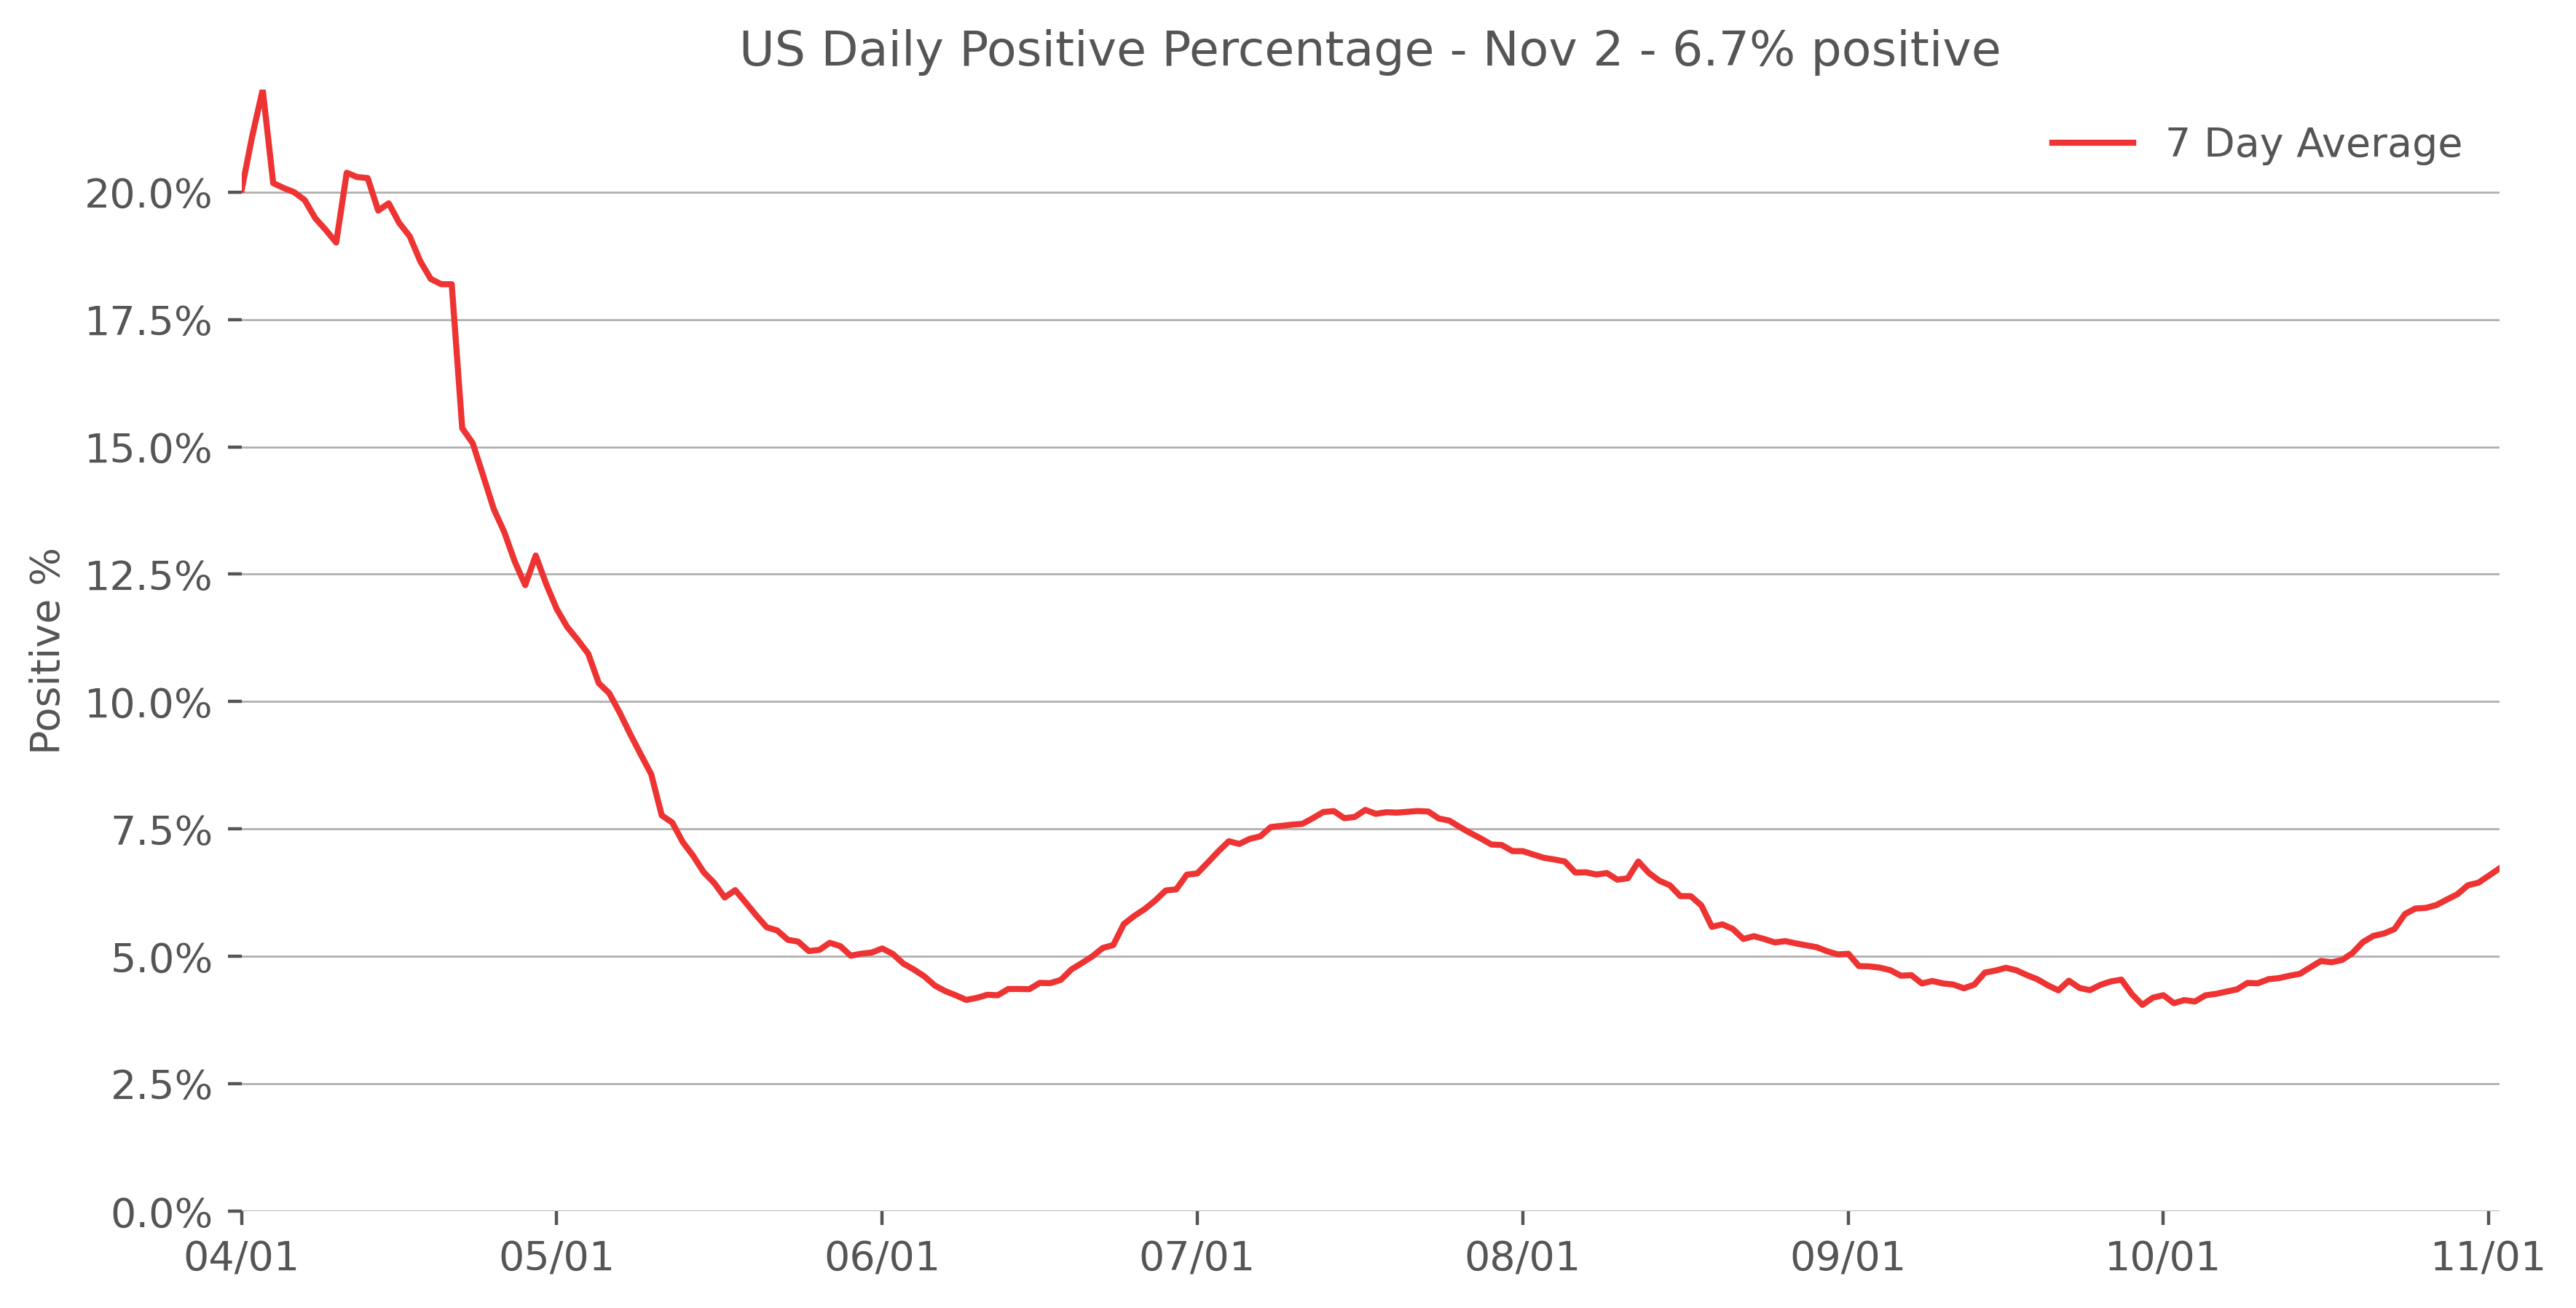 US Daily Positive Percentage - Nov 2 - 6.7% positive
7 Day Average
Positive %
20.0%
17.5%
15.0%
12.5%
10.0%
7.5%
5.0%
2.5%
0.0%
04/01 05/01 06/01 07/01 08/01 09/01 10/01 11/01